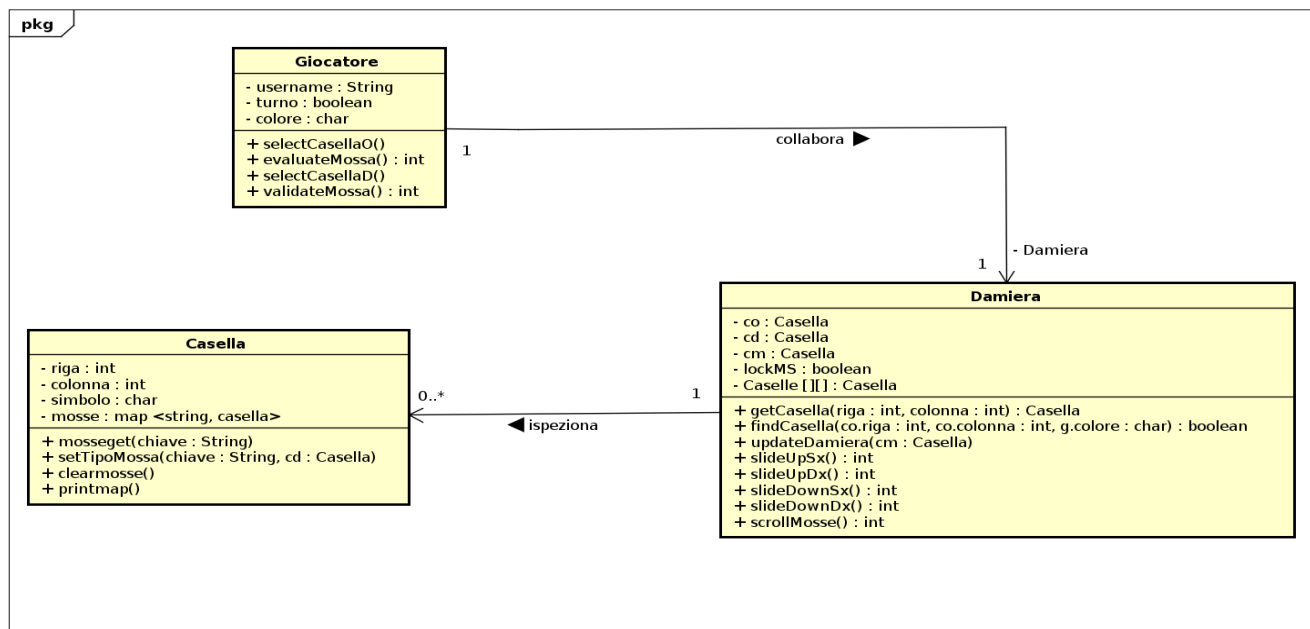 pkg
Giocatore
- username : String
- turno : boolean
- colore : char
+ selectCasellaO()
+ evaluateMossa() : int
+ selectCasellaD()
+ validateMossa() : int
1
collabora ▶
- Damiera
1
Damiera
- co : Casella
- cd : Casella
- cm : Casella
- lockMS : boolean
- Caselle [][] : Casella
+ getCasella(riga : int, colonna : int) : Casella
+ findCasella(co.riga : int, co.colonna : int, g.colore : char) : boolean
+ updateDamiera(cm : Casella)
+ slideUpSx() : int
+ slideUpDx() : int
+ slideDownSx() : int
+ slideDownDx() : int
+ scrollMosse() : int
1
◀ ispeziona
0..*
Casella
- riga : int
- colonna : int
- simbolo : char
- mosse : map <string, casella>
+ mosseget(chiave : String)
+ setTipoMossa(chiave : String, cd : Casella)
+ clearmosse()
+ printmap()